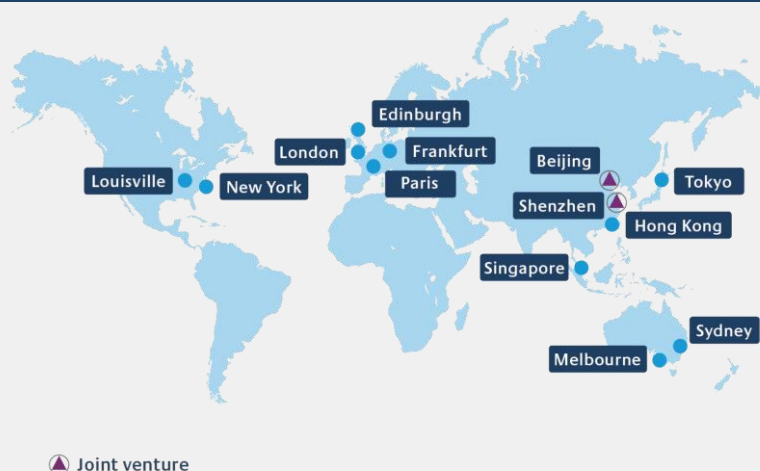 Edinburgh
London
Frankfurt
Paris
Louisville
New York
Beijing
Tokyo
Shenzhen
Hong Kong
Singapore
Sydney
Melbourne
Joint venture